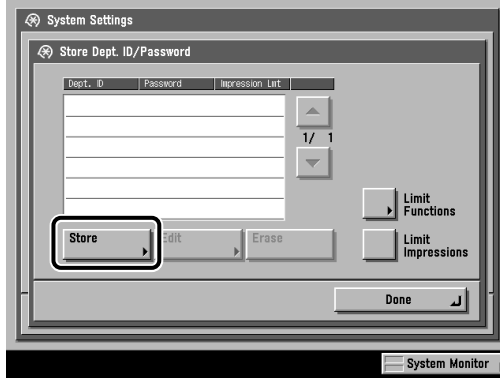 System Settings
Store Dept. ID/Password
Dept. ID Password Impression Lmt
1/ 1
Limit Functions
Store Edit Erase
Limit Impressions
Done
System Monitor